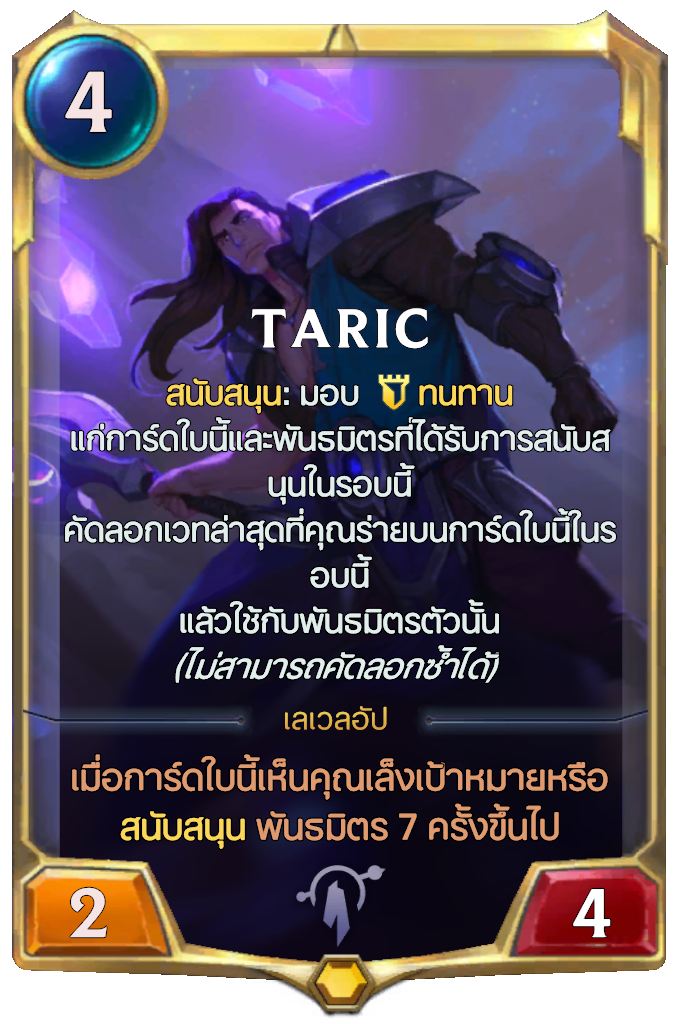 4
TARIC
สนับสนุน: มอบ ทนทาน
แก่การ์ดใบนี้และพันธมิตรที่ได้รับการสนับส
นุนในรอบนี้
คัดลอกเวทล่าสุดที่คุณร่ายบนการ์ดใบนี้ในร
อบนี้
แล้วใช้กับพันธมิตรตัวนั้น
(ไม่สามารถคัดลอกซ้ำได้)
เลเวลอัป
เมื่อการ์ดใบนี้เห็นคุณเล็งเป้าหมายหรือ
สนับสนุน พันธมิตร 7 ครั้งขึ้นไป
2
4